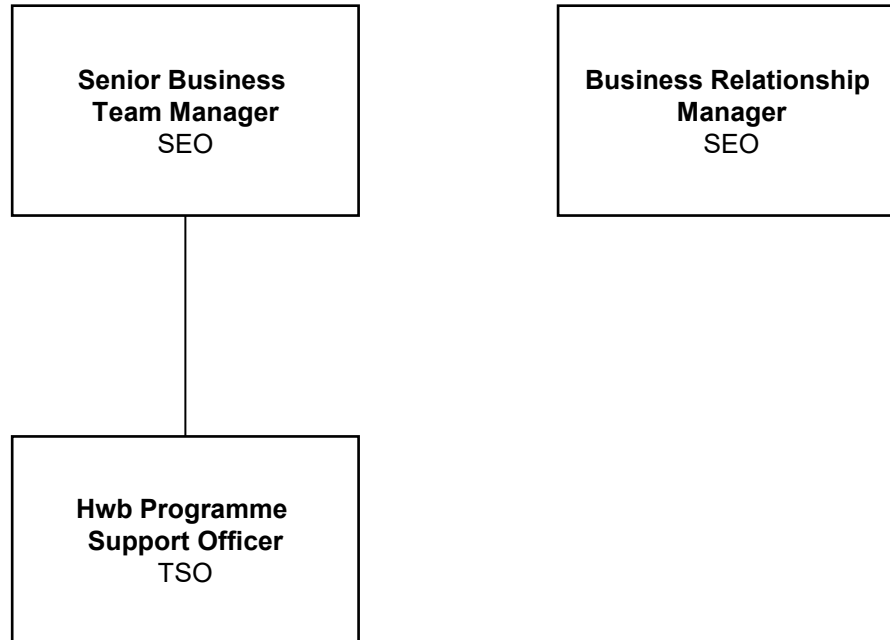 Senior Business
Team Manager
SEO
Business Relationship
Manager
SEO
Hwb Programme
Support Officer
TSO